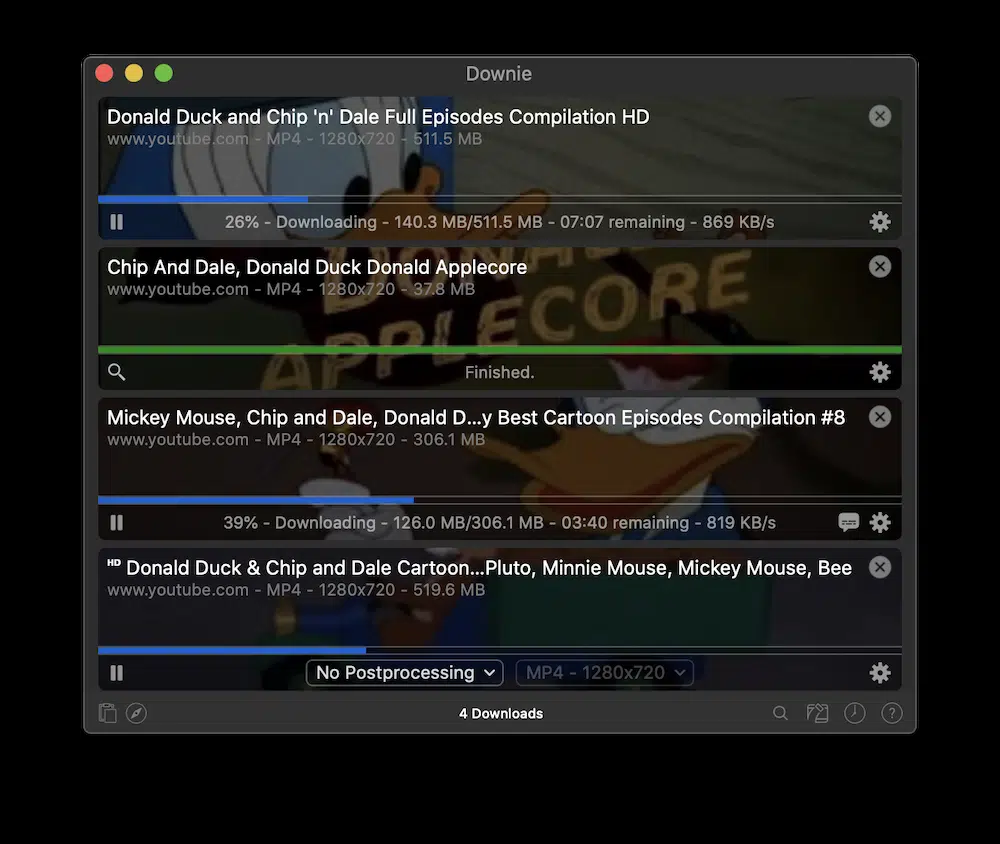 Downie
Donald Duck and Chip 'n' Dale Full Episodes Compilation HD
www.youtube.com - MP4 - 1280x720 - 511.5 MB
26% - Downloading - 140.3 MB/511.5 MB - 07:07 remaining - 869 KB/s
Chip And Dale, Donald Duck Donald Applecore
www.youtube.com - MP4 - 1280x720 - 37.8 MB
DONALD
APPLECORE
Finished.
Mickey Mouse, Chip and Dale, Donald D...y Best Cartoon Episodes Compilation #8
www.youtube.com - MP4 - 1280x720 - 306.1 MB
39% - Downloading - 126.0 MB/306.1 MB - 03:40 remaining - 819 KB/s
HD Donald Duck & Chip and Dale Cartoon...Pluto, Minnie Mouse, Mickey Mouse, Bee
www.youtube.com - MP4 - 1280x720 - 519.6 MB
No Postprocessing MP4 - 1280x720
4 Downloads
?